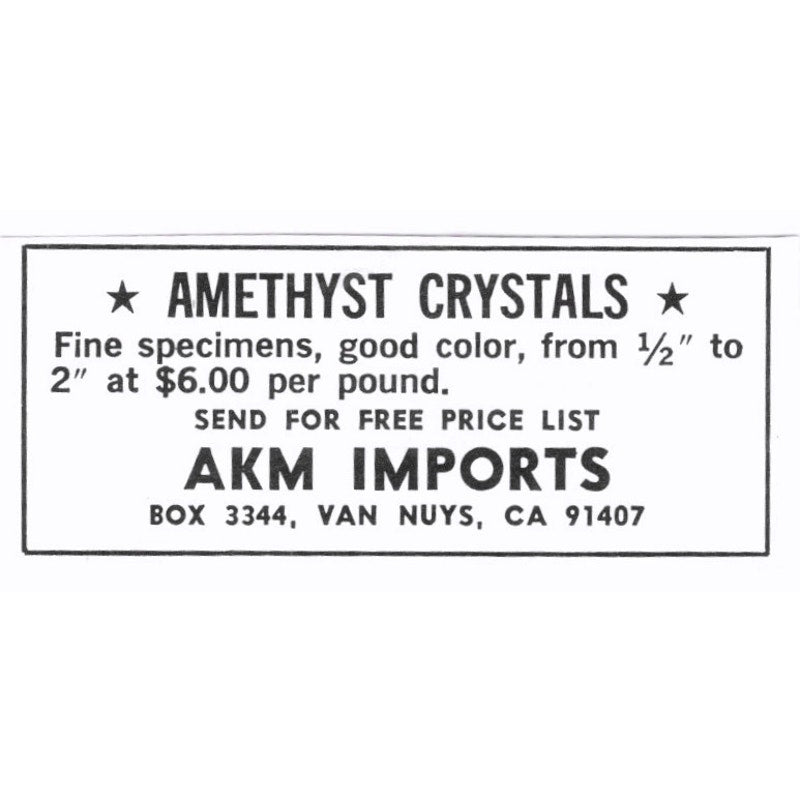 ★ AMETHYST CRYSTALS ★
Fine specimens, good color, from ½" to
2" at $6.00 per pound.
SEND FOR FREE PRICE LIST
AKM IMPORTS
BOX 3344, VAN NUYS, CA 91407